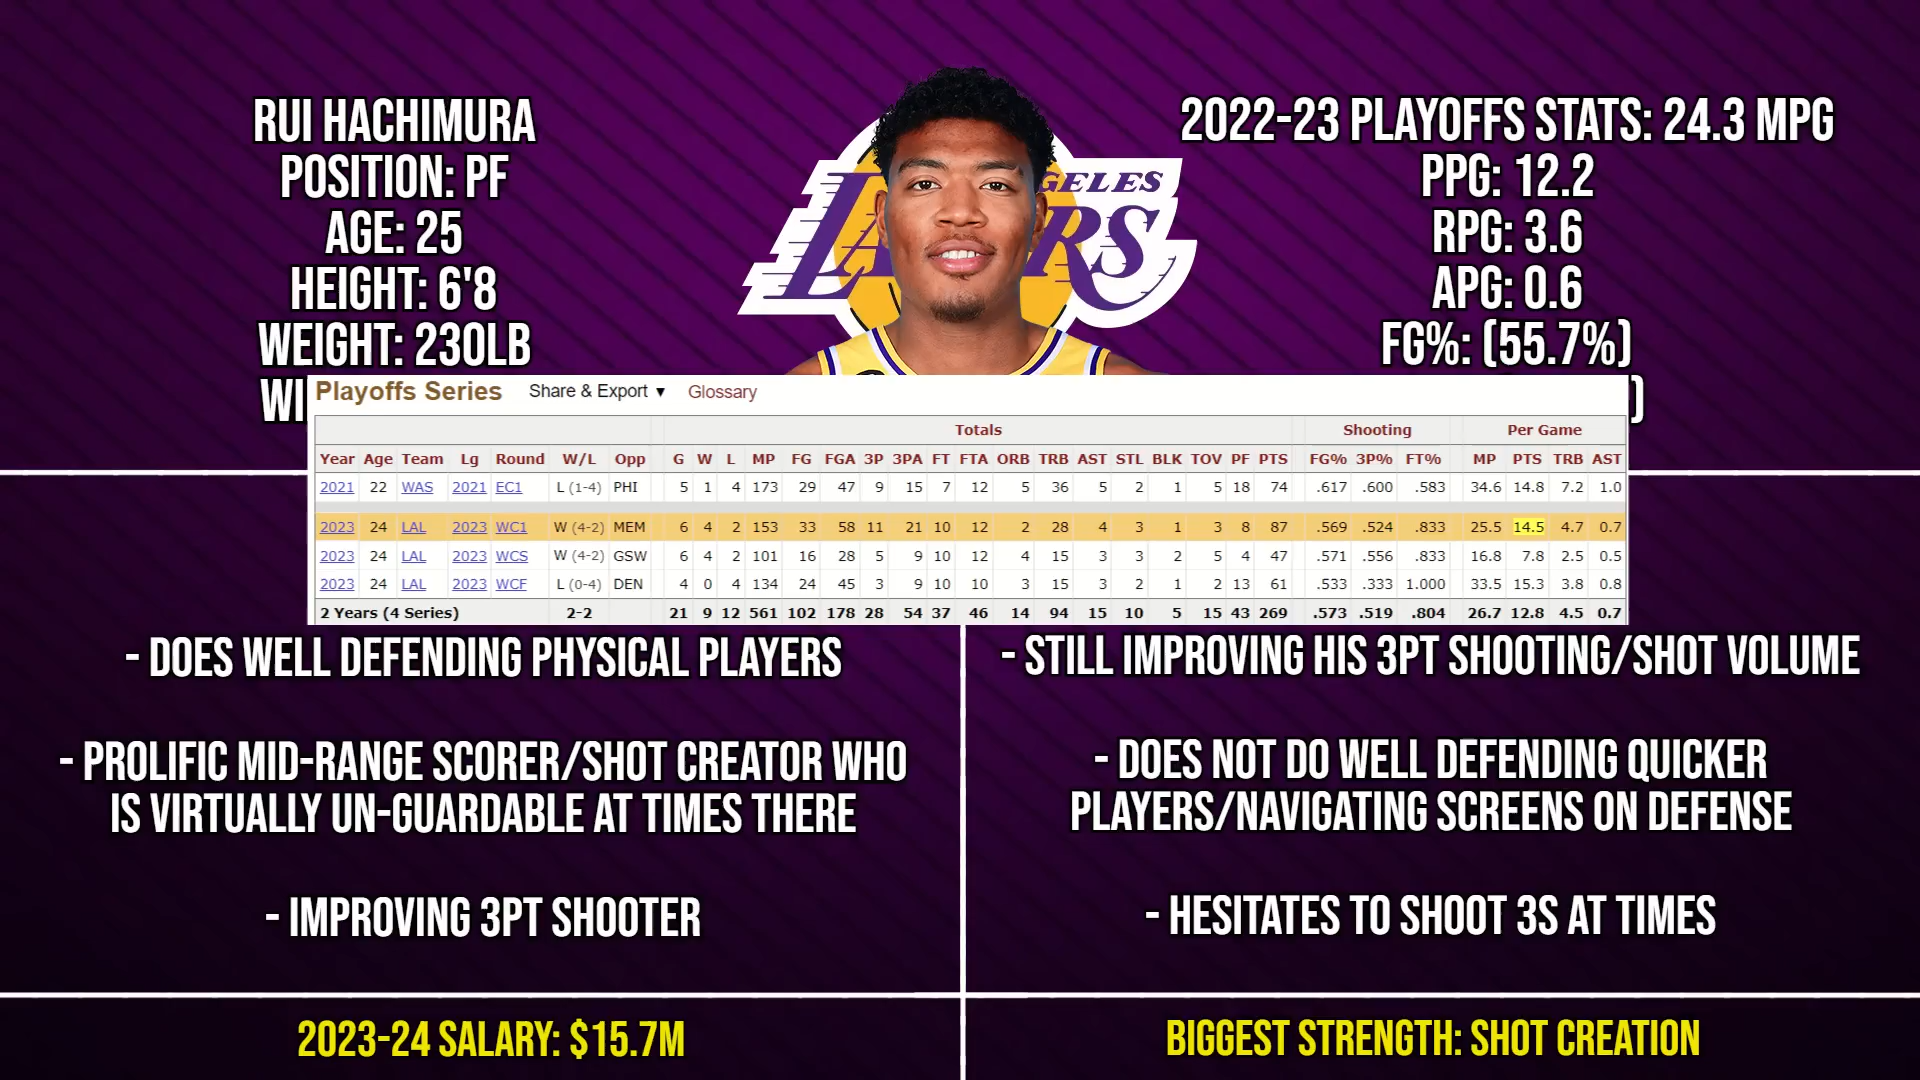 RUI HACHIMURA
POSITION: PF
AGE: 25
HEIGHT: 6'8
WEIGHT: 230LB
GELES
2022-23 PLAYOFFS STATS: 24.3 MPG
PPG: 12.2
RPG: 3.6
APG: 0.6
FG%: (55.7%)
Playoffs Series Share & Export ▼ Glossary
Totals Shooting Per Game
Year Age Team Lg Round W/L Opp G W L MP FG FGA 3P 3PA FT FTA ORB TRB AST STL BLK TOV PF PTS FG% 3P% FT% MP PTS TRB AST
2021 22 WAS 2021 EC1 L (1-4) PHI 5 1 4 173 29 47 9 15 7 12 5 36 5 2 1 5 18 74 .617 .600 .583 34.6 14.8 7.2 1.0
2023 24 LAL 2023 WC1 W (4-2) MEM 6 4 2 153 33 58 11 21 10 12 2 28 4 3 1 3 8 87 .569 .524 .833 25.5 14.5 4.7 0.7
2023 24 LAL 2023 WCS W (4-2) GSW 6 4 2 101 16 28 5 9 10 12 4 15 3 3 2 5 4 47 .571 .556 .833 16.8 7.8 2.5 0.5
2023 24 LAL 2023 WCF L (0-4) DEN 4 0 4 134 24 45 3 9 10 10 3 15 3 2 1 2 13 61 .533 .333 1.000 33.5 15.3 3.8 0.8
2 Years (4 Series) 2-2 21 9 12 561 102 178 28 54 37 46 14 94 15 10 5 15 43 269 .573 .519 .804 26.7 12.8 4.5 0.7
- DOES WELL DEFENDING PHYSICAL PLAYERS
- PROLIFIC MID-RANGE SCORER/SHOT CREATOR WHO
IS VIRTUALLY UN-GUARDABLE AT TIMES THERE
- IMPROVING 3PT SHOOTER
- STILL IMPROVING HIS 3PT SHOOTING/SHOT VOLUME
- DOES NOT DO WELL DEFENDING QUICKER
PLAYERS/NAVIGATING SCREENS ON DEFENSE
- HESITATES TO SHOOT 3S AT TIMES
2023-24 SALARY: $15.7M
BIGGEST STRENGTH: SHOT CREATION